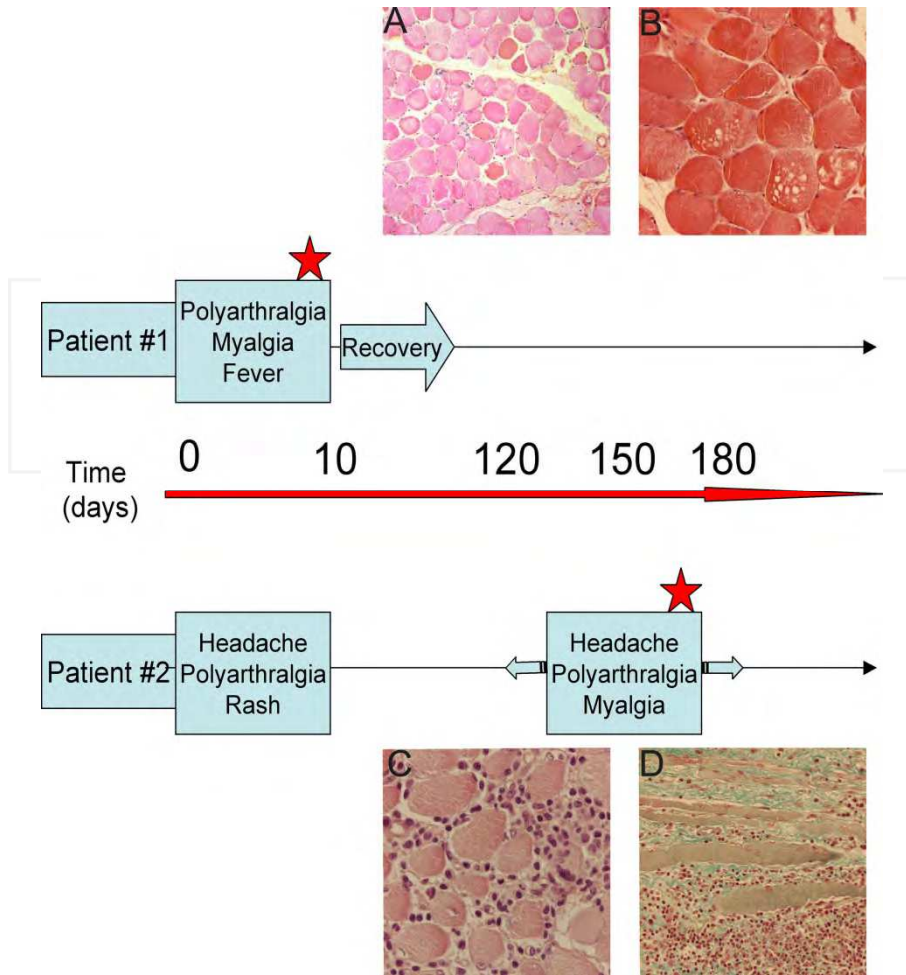 A
B
Patient #1
Polyarthralgia
Myalgia
Fever
Recovery
Time
(days)
0
10
120
150
180
Patient #2
Headache
Polyarthralgia
Rash
Headache
Polyarthralgia
Myalgia
C
D